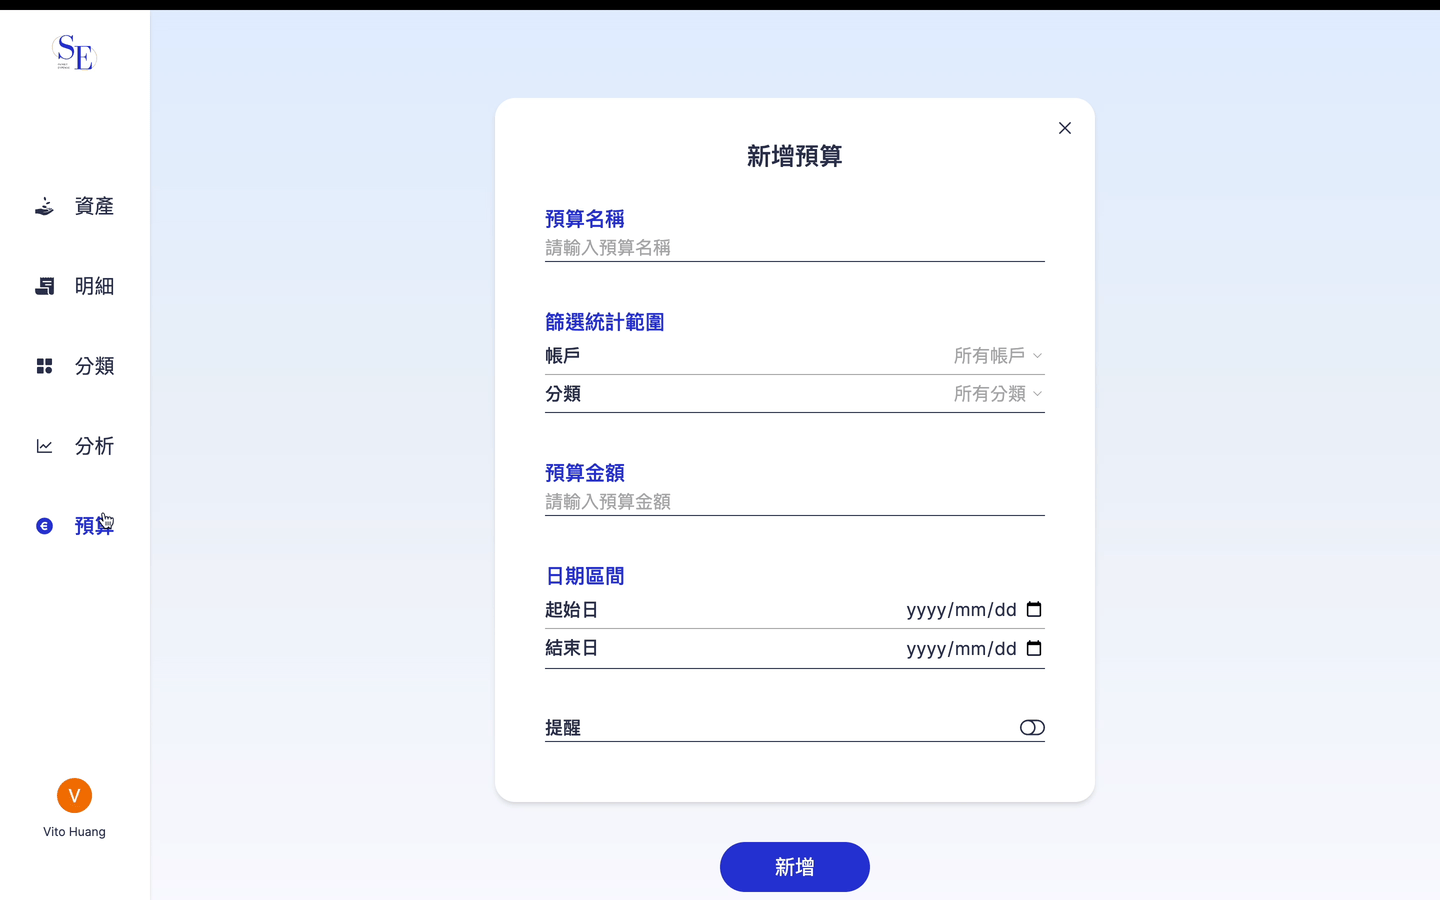 SE
資產
明細
分類
分析
預算
Vito Huang
V
新增預算
預算名稱
請輸入預算名稱
篩選統計範圍
帳戶 所有帳戶
分類 所有分類
預算金額
請輸入預算金額
日期區間
起始日 yyyy/mm/dd
結束日 yyyy/mm/dd
提醒
新增